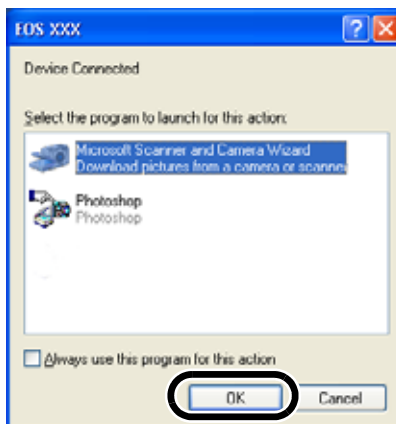 EOS XXX
Device Connected
Select the program to launch for this action:
Microsoft Scanner and Camera Wizard
Download pictures from a camera or scanner
Photoshop
Photoshop
Always use this program for this action
OK
Cancel